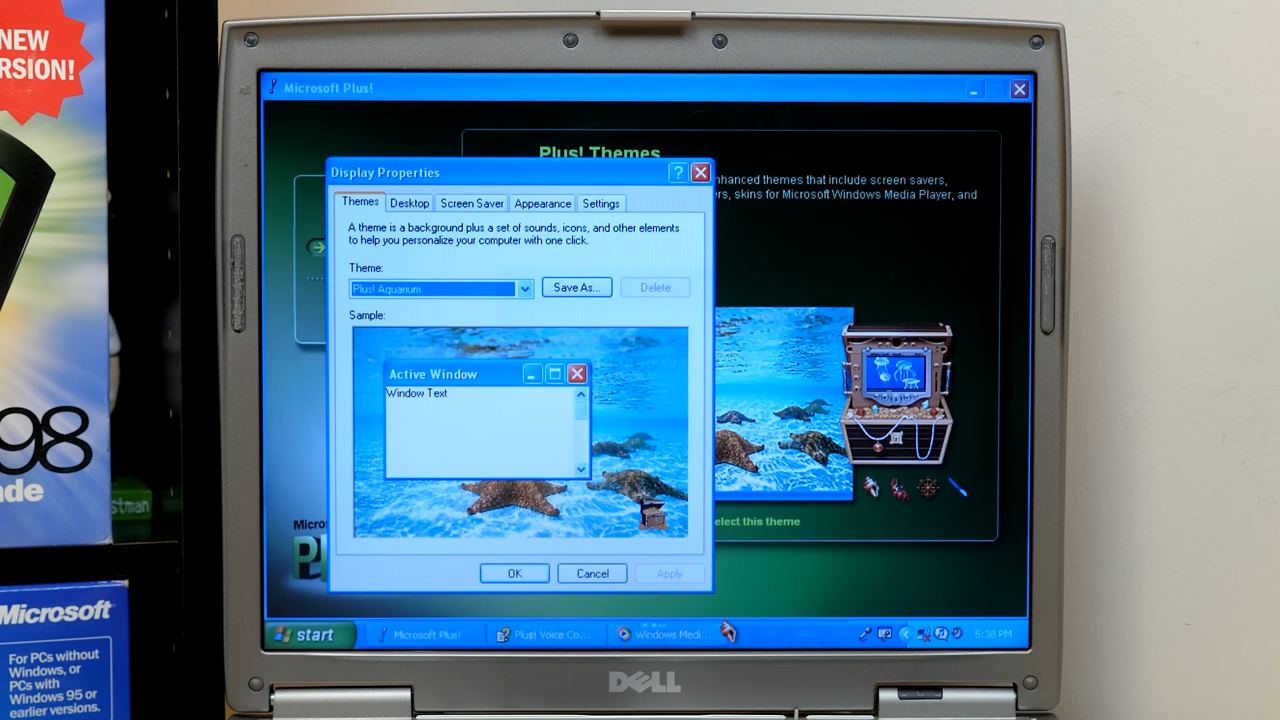 NEW
RSION!
98
de
stman
Microsoft
For PCs without
Windows, or
PCs with
Windows 95 or
earlier versions.
Microsoft Plus!
Plus! Themes
nhanced themes that include screen savers,
rs, skins for Microsoft Windows Media Player, and
Display Properties
Themes Desktop Screen Saver Appearance Settings
A theme is a background plus a set of sounds, icons, and other elements
to help you personalize your computer with one click.
Theme:
Plus! Aquarium
Save As...
Delete
Sample:
Active Window
Window Text
elect this theme
Micros
Pl
OK Cancel Apply
start
Microsoft Plus!
Plus! Voice Co...
Windows Medi...
5:38 PM
DELL